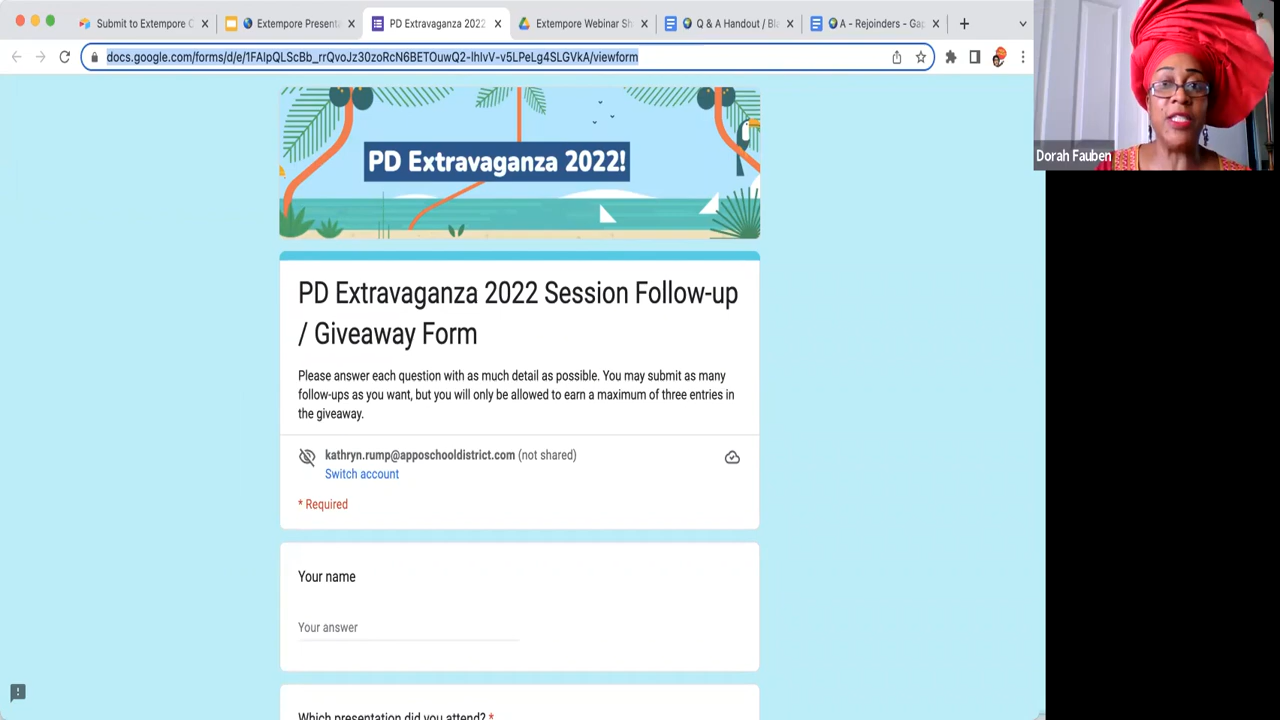 Submit to Extempore C
Extempore Presenta
PD Extravaganza 2022
Extempore Webinar Sh
Q & A Handout / Bla
A - Rejoinders - Gap
docs.google.com/forms/d/e/1FAIpQLScBb_rrQvoJz30zoRcN6BETOuwQ2-lhIvV-v5LPeLg4SLGVkA/viewform
Dorah Fauben
PD Extravaganza 2022!
PD Extravaganza 2022 Session Follow-up
/ Giveaway Form
Please answer each question with as much detail as possible. You may submit as many
follow-ups as you want, but you will only be allowed to earn a maximum of three entries in
the giveaway.
kathryn.rump@apposchooldistrict.com (not shared)
Switch account
* Required
Your name
Your answer
Which presentation did you attend? *